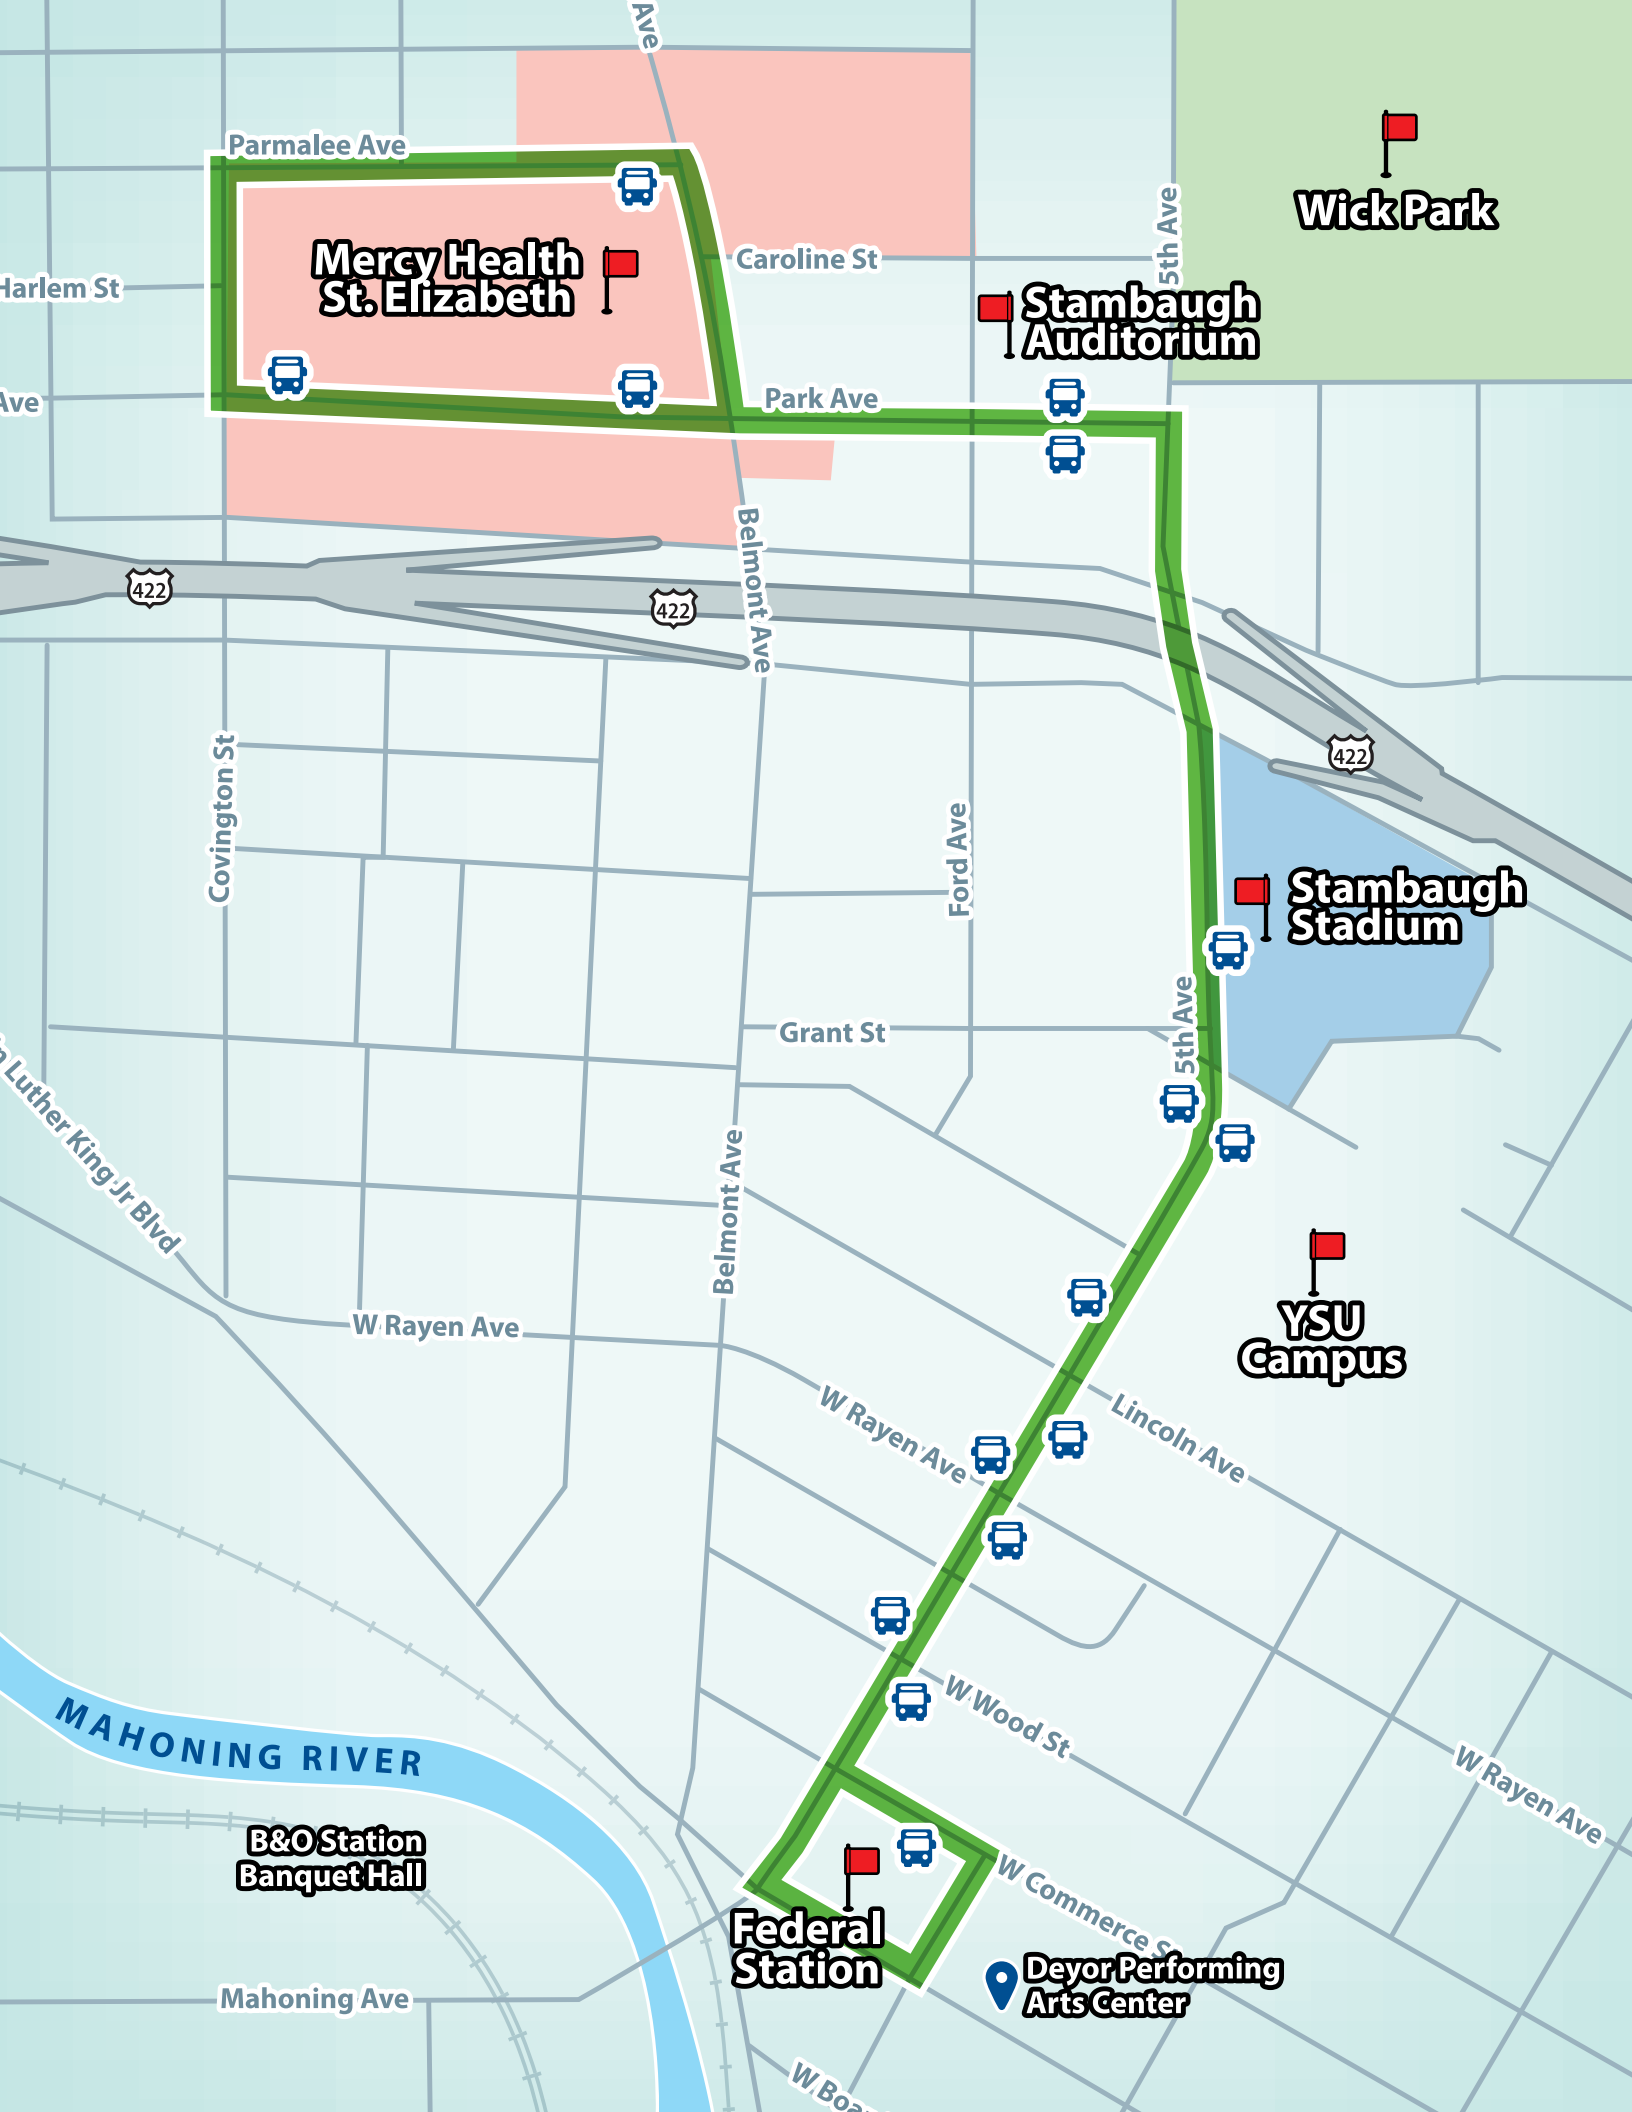 Ave
Parmalee Ave
Wick Park
5th Ave
Mercy Health
St. Elizabeth
Caroline St
Harlem St
Stambaugh
Auditorium
Ave
Park Ave
Belmont Ave
422
422
422
Covington St
Ford Ave
Stambaugh
Stadium
5th Ave
Grant St
Luther King Jr Blvd
Belmont Ave
YSU
Campus
W Rayen Ave
W Rayen Ave
Lincoln Ave
W Wood St
MAHONING RIVER
W Rayen Ave
B&O Station
Banquet Hall
W Commerce S
Federal
Station
Deyor Performing
Arts Center
Mahoning Ave
W Boa